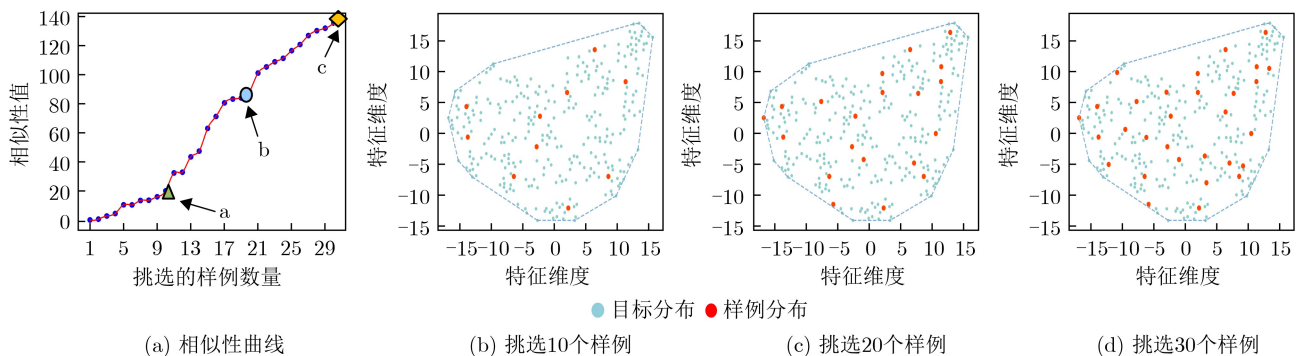 140
120
100
80
60
40
20
0
相似性值
1 5 9 13 17 21 25 29
挑选的样例数量
a
b
c
15
10
5
0
−5
−10
−15
特征维度
−15 −10 −5 0 5 10 15
特征维度
15
10
5
0
−5
−10
−15
特征维度
−15 −10 −5 0 5 10 15
特征维度
15
10
5
0
−5
−10
−15
特征维度
−15 −10 −5 0 5 10 15
特征维度
目标分布 样例分布
(a) 相似性曲线
(b) 挑选10个样例
(c) 挑选20个样例
(d) 挑选30个样例